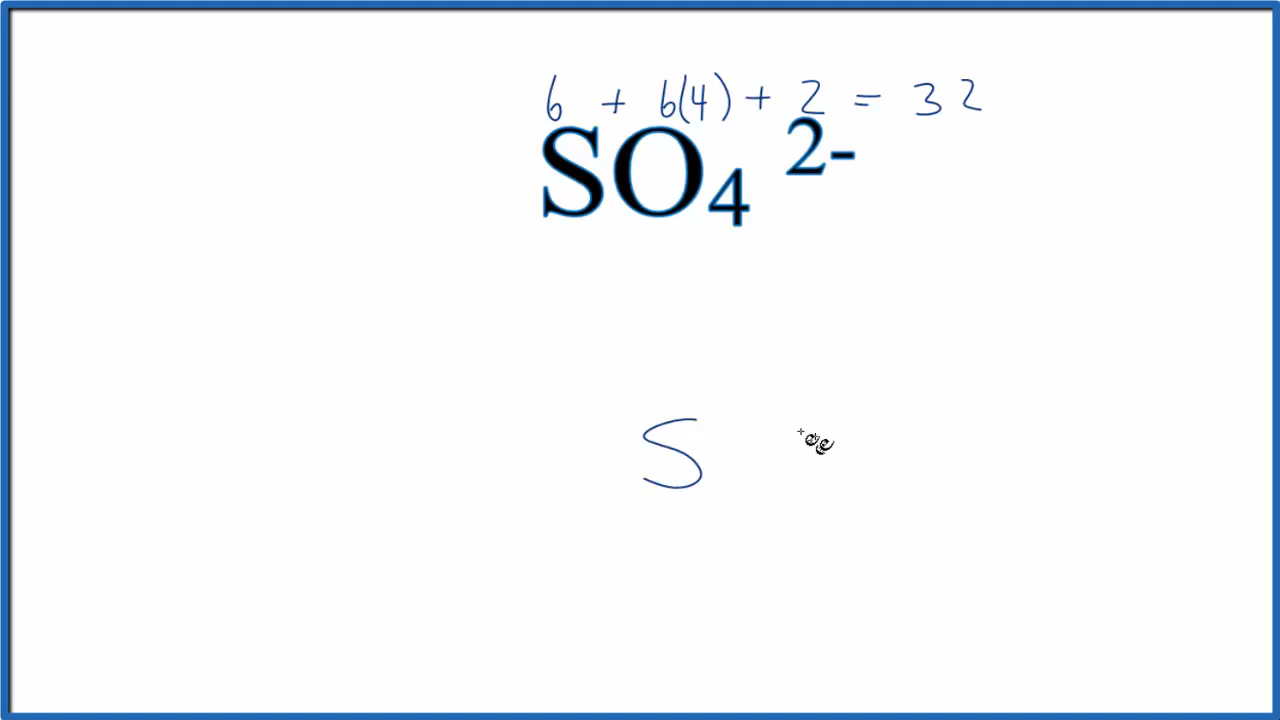 6 + 6(4) + 2 = 32
SO₄ ²⁻
S